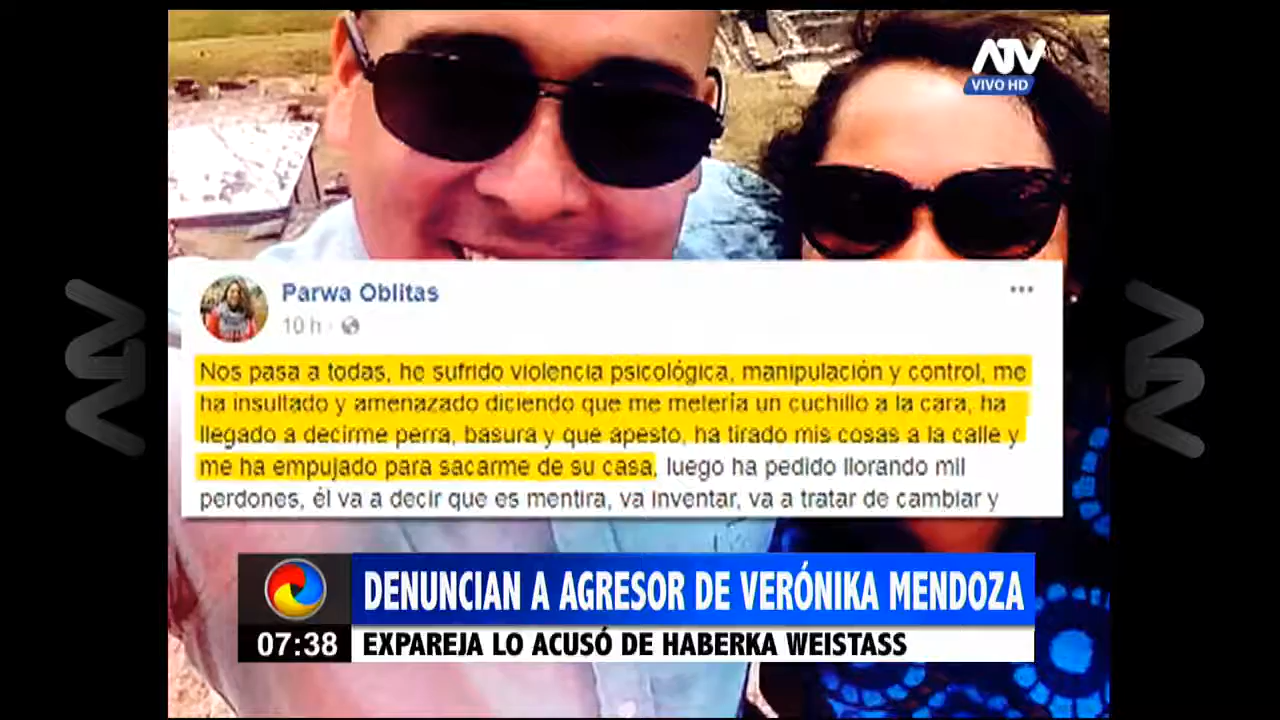 ATV
VIVO HD
Parwa Oblitas
10 h
Nos pasa a todas, he sufrido violencia psicológica, manipulación y control, me
ha insultado y amenazado diciendo que me metería un cuchillo a la cara, ha
llegado a decirme perra, basura y que apesto, ha tirado mis cosas a la calle y
me ha empujado para sacarme de su casa, luego ha pedido llorando mil
perdones, él va a decir que es mentira, va inventar, va a tratar de cambiar y
DENUNCIAN A AGRESOR DE VERÓNIKA MENDOZA
07:38
EXPAREJA LO ACUSÓ DE HABERKA WEISTASS